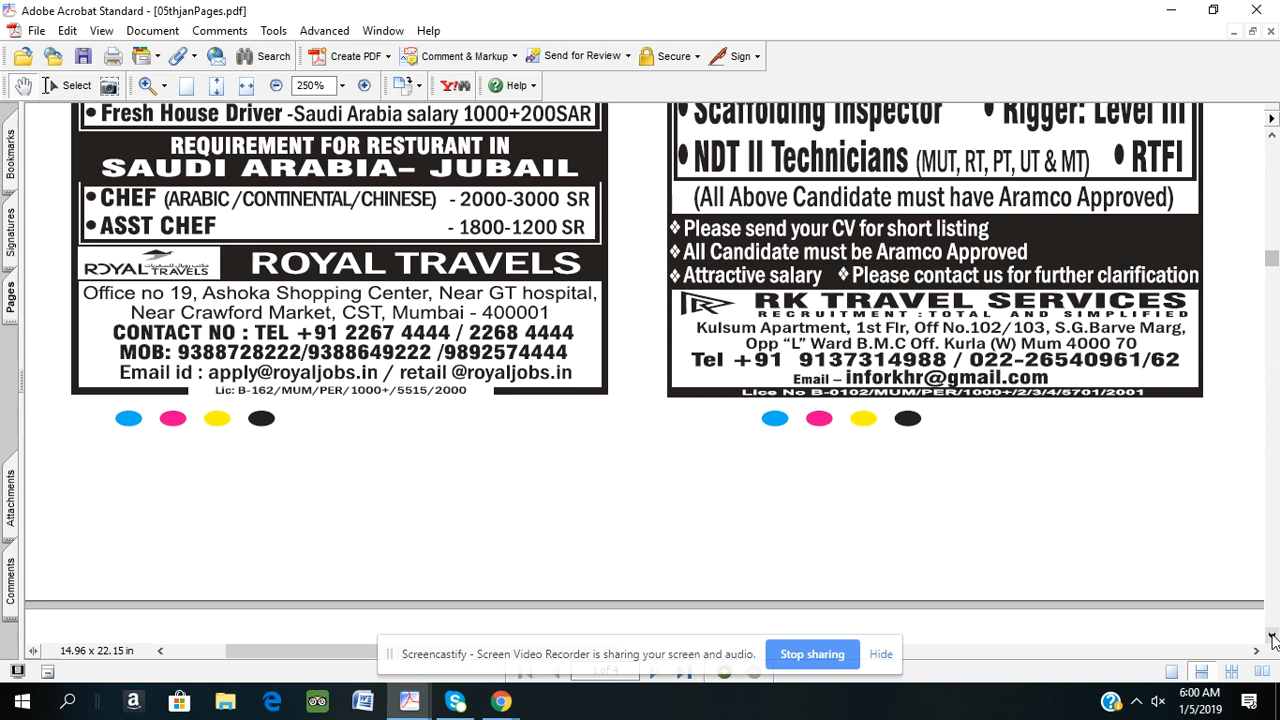 Adobe Acrobat Standard - [05thjanPages.pdf]
File Edit View Document Comments Tools Advanced Window Help
Search Create PDF Comment & Markup Send for Review Secure Sign
Select 250% Y! Help
Bookmarks
Signatures
Pages
Attachments
Comments
• Fresh House Driver -Saudi Arabia salary 1000+200SAR
REQUIREMENT FOR RESTURANT IN
SAUDI ARABIA– JUBAIL
• CHEF (ARABIC /CONTINENTAL/CHINESE) - 2000-3000 SR
• ASST CHEF - 1800-1200 SR
ROYAL TRAVELS
ROYAL TRAVELS
Office no 19, Ashoka Shopping Center, Near GT hospital,
Near Crawford Market, CST, Mumbai - 400001
CONTACT NO : TEL +91 2267 4444 / 2268 4444
MOB: 9388728222/9388649222 /9892574444
Email id : apply@royaljobs.in / retail @royaljobs.in
Lic: B-162/MUM/PER/1000+/5515/2000
• Scaffolding Inspector • Rigger: Level III
• NDT II Technicians (MUT, RT, PT, UT & MT) • RTFI
(All Above Candidate must have Aramco Approved)
❖Please send your CV for short listing
❖All Candidate must be Aramco Approved
❖Attractive salary ❖Please contact us for further clarification
RK TRAVEL SERVICES
RECRUITMENT : TOTAL AND SIMPLIFIED
Kulsum Apartment, 1st Flr, Off No.102/103, S.G.Barve Marg,
Opp “L” Ward B.M.C Off. Kurla (W) Mum 4000 70
Tel +91 9137314988 / 022-26540961/62
Email – inforkhr@gmail.com
Lice No B-0102/MUM/PER/1000+/2/3/4/5701/2001
14.96 x 22.15 in
Screencastify - Screen Video Recorder is sharing your screen and audio. Stop sharing Hide
1 of 4
6:00 AM
1/5/2019